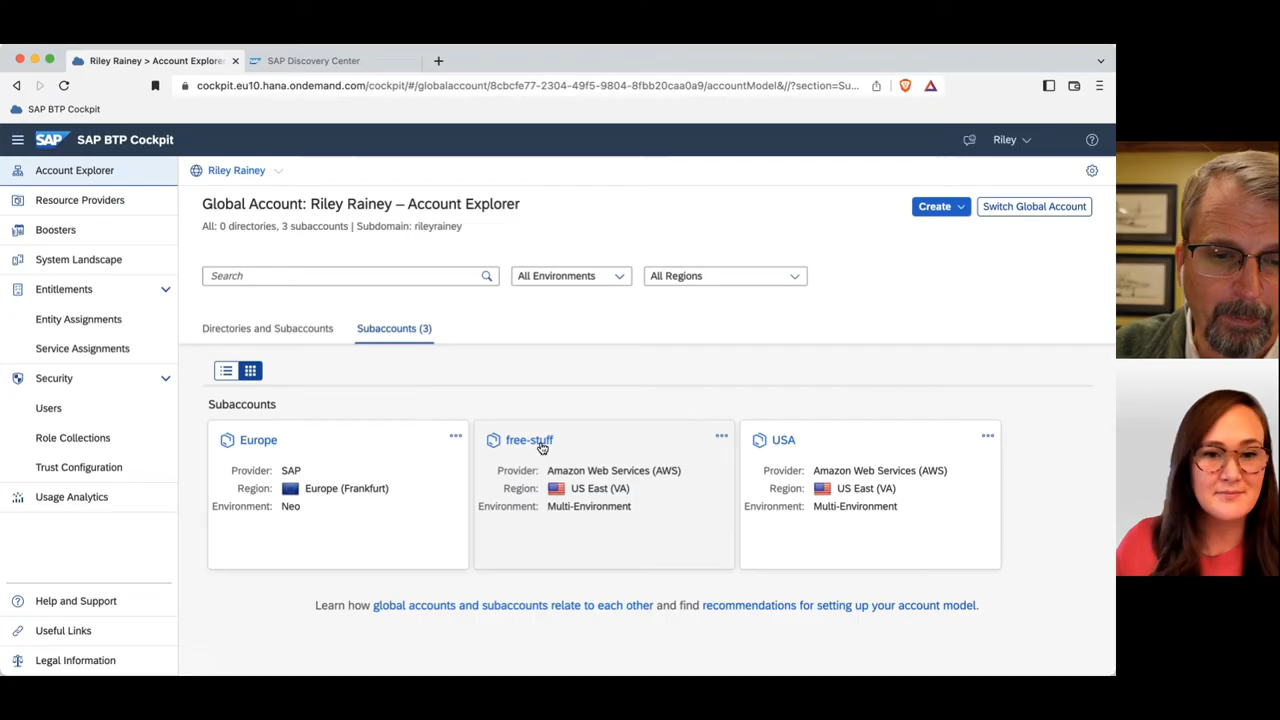 Riley Rainey > Account Explorer
SAP Discovery Center
cockpit.eu10.hana.ondemand.com/cockpit/#/globalaccount/8cbcfe77-2304-49f5-9804-8fbb20caa0a9/accountModel&//?section=Su...
SAP BTP Cockpit
SAP SAP BTP Cockpit
Riley
Account Explorer
Resource Providers
Boosters
System Landscape
Entitlements
Entity Assignments
Service Assignments
Security
Users
Role Collections
Trust Configuration
Usage Analytics
Help and Support
Useful Links
Legal Information
Riley Rainey
Global Account: Riley Rainey – Account Explorer
Create
Switch Global Account
All: 0 directories, 3 subaccounts | Subdomain: rileyrainey
Search
All Environments
All Regions
Directories and Subaccounts
Subaccounts (3)
Subaccounts
Europe
Provider: SAP
Region: Europe (Frankfurt)
Environment: Neo
free-stuff
Provider: Amazon Web Services (AWS)
Region: US East (VA)
Environment: Multi-Environment
USA
Provider: Amazon Web Services (AWS)
Region: US East (VA)
Environment: Multi-Environment
Learn how global accounts and subaccounts relate to each other and find recommendations for setting up your account model.